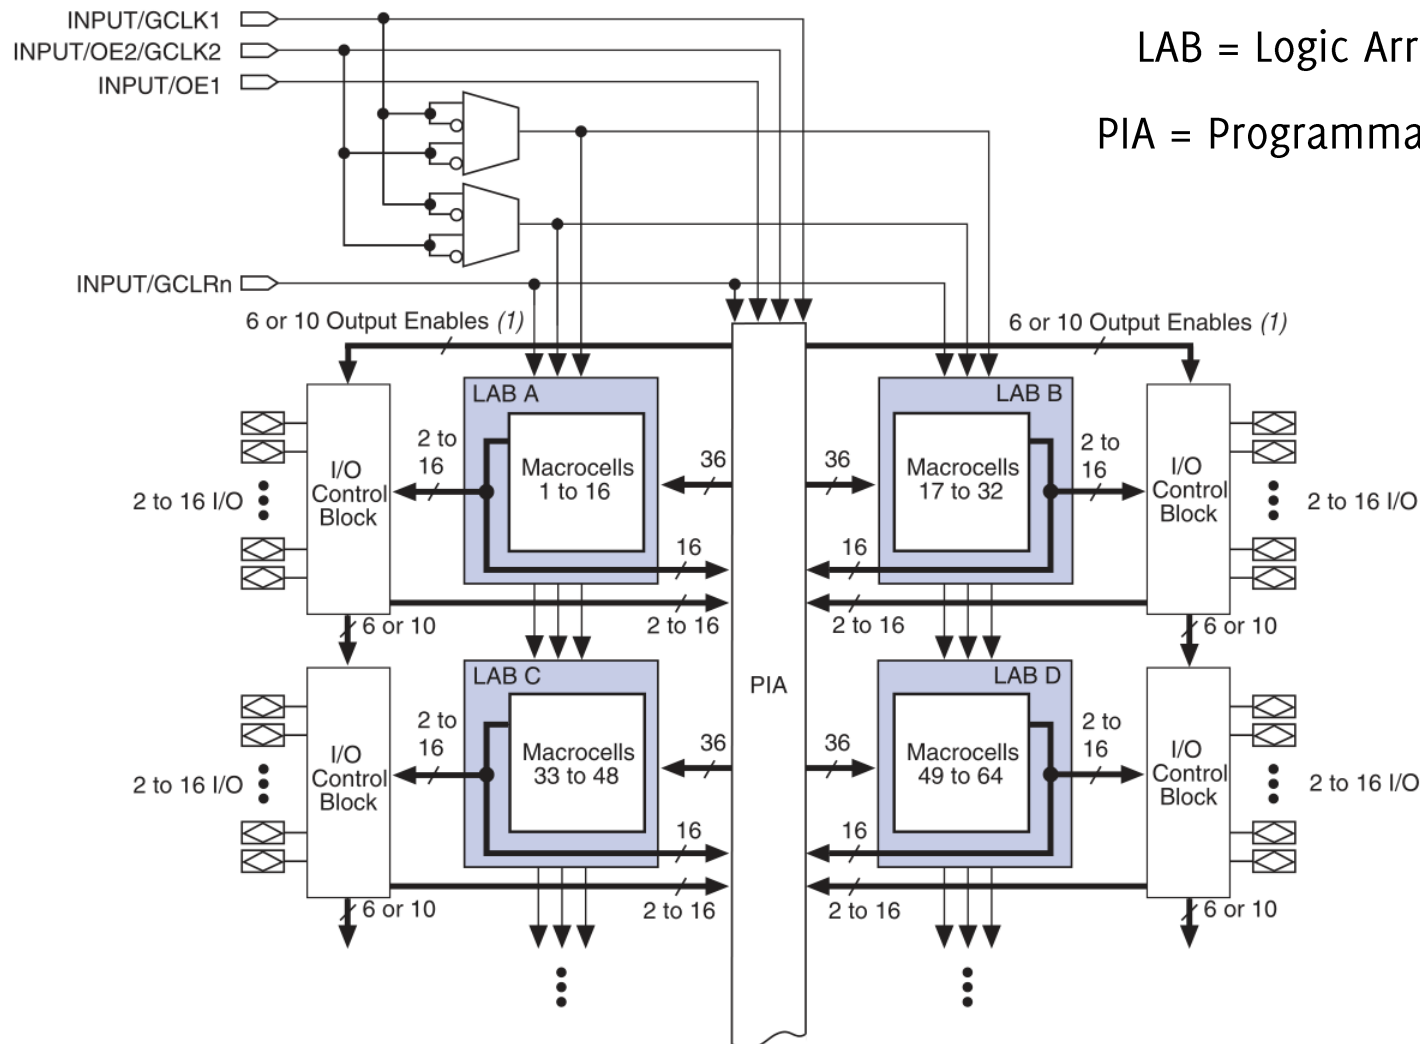 INPUT/GCLK1
INPUT/OE2/GCLK2
INPUT/OE1
LAB = Logic Arr
PIA = Programma
INPUT/GCLRn
6 or 10 Output Enables (1)
6 or 10 Output Enables (1)
LAB A
LAB B
2 to
16
I/O
Control
Block
Macrocells
1 to 16
36
36
Macrocells
17 to 32
2 to
16
I/O
Control
Block
2 to 16 I/O
2 to 16 I/O
16
16
6 or 10
2 to 16
2 to 16
6 or 10
LAB C
PIA
LAB D
2 to
16
I/O
Control
Block
Macrocells
33 to 48
36
36
Macrocells
49 to 64
2 to
16
I/O
Control
Block
2 to 16 I/O
2 to 16 I/O
16
16
6 or 10
2 to 16
2 to 16
6 or 10